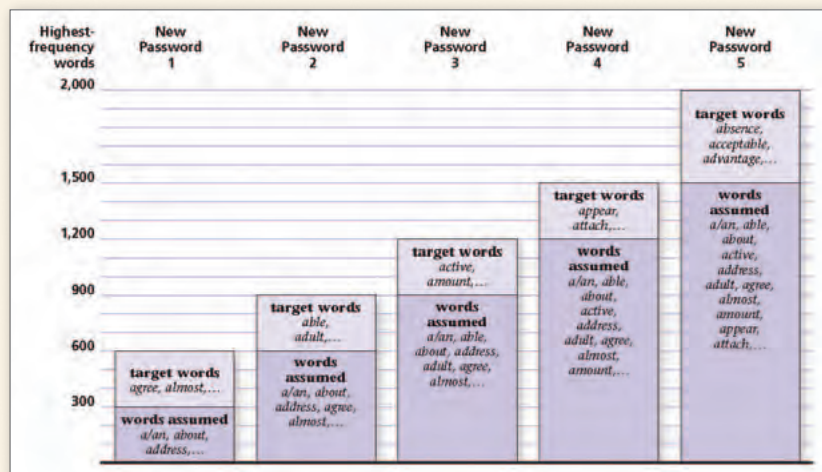 Highest-
frequency
words
New
Password
1
New
Password
2
New
Password
3
New
Password
4
New
Password
5
2,000
1,500
1,200
900
600
300
target words
agree, almost,…
words assumed
a/an, about,
address,…
target words
able,
adult,…
words
assumed
a/an, about,
address, agree,
almost,…
target words
active,
amount,…
words
assumed
a/an, able,
about, address,
adult, agree,
almost,…
target words
appear,
attach,…
words
assumed
a/an, able,
about,
active,
address,
adult, agree,
almost,
amount,…
target words
absence,
acceptable,
advantage,…
words
assumed
a/an, able,
about,
active,
address,
adult, agree,
almost,
amount,
appear,
attach,…